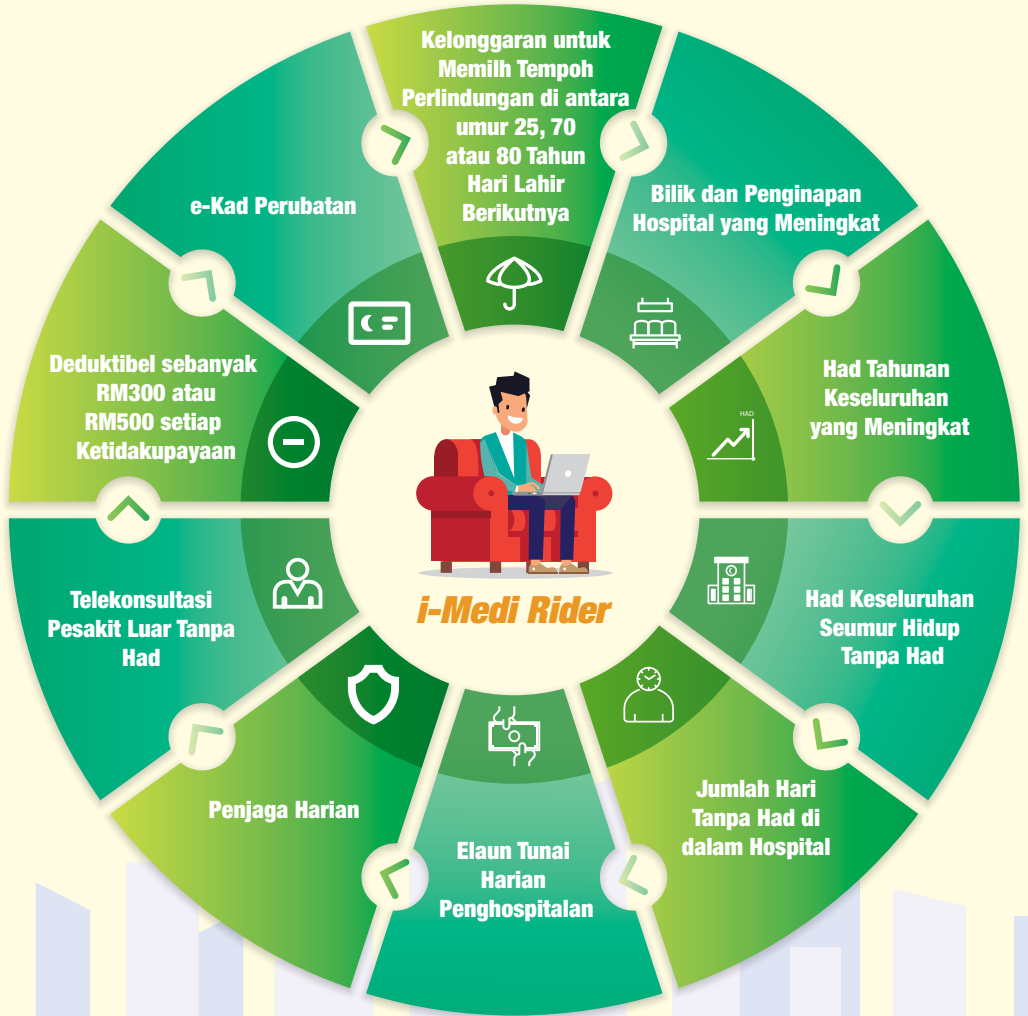 Kelonggaran untuk
Memilh Tempoh
Perlindungan di antara
umur 25, 70
atau 80 Tahun
Hari Lahir
Berikutnya
Bilik dan Penginapan
Hospital yang Meningkat
HAD
Had Tahunan
Keseluruhan
yang Meningkat
Had Keseluruhan
Seumur Hidup
Tanpa Had
Jumlah Hari
Tanpa Had di
dalam Hospital
Elaun Tunai
Harian
Penghospitalan
Penjaga Harian
Telekonsultasi
Pesakit Luar Tanpa
Had
Deduktibel sebanyak
RM300 atau
RM500 setiap
Ketidakupayaan
e-Kad Perubatan
i-Medi Rider